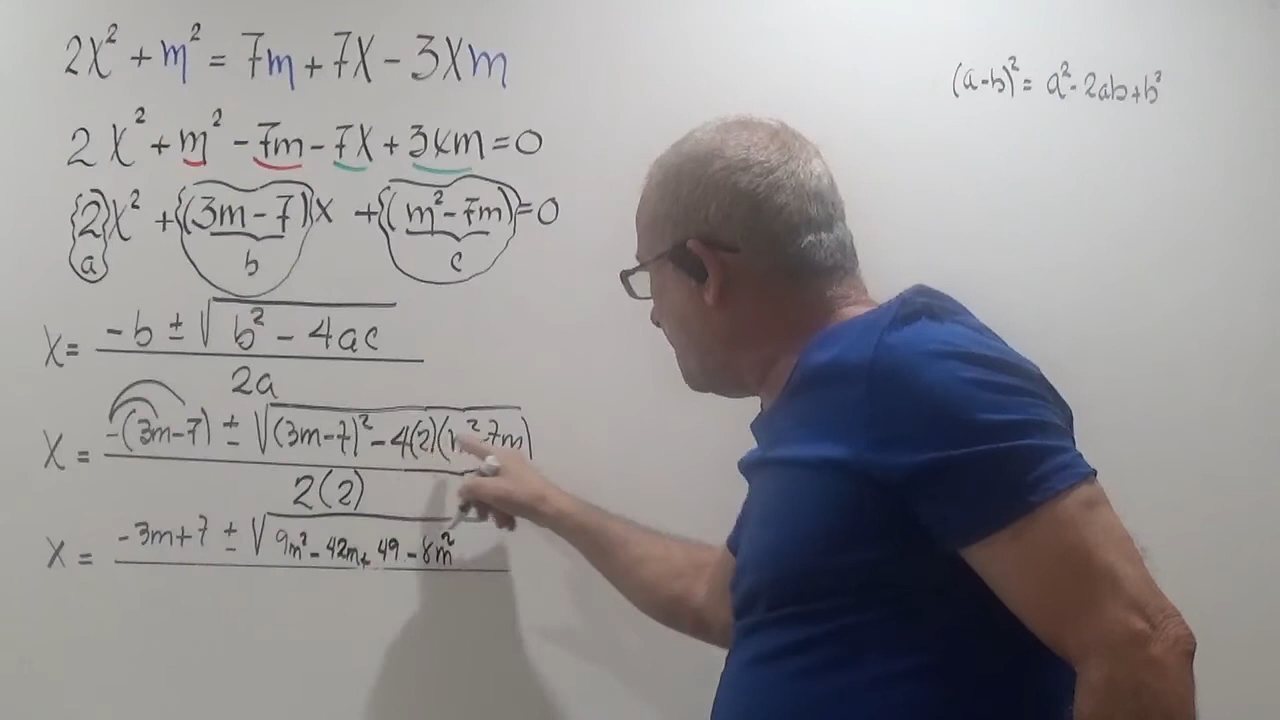 2x² + m² = 7m + 7x - 3xm
(a-b)² = a² - 2ab + b²
2x² + m² - 7m - 7x + 3xm = 0
{2}x² + {(3m - 7)}x + {(m² - 7m)} = 0
a b c
x = -b ± √b² - 4ac
2a
x = -(3m-7) ± √(3m-7)² - 4(2)(m²-7m)
2(2)
x = -3m+7 ± √9m² - 42m + 49 - 8m²